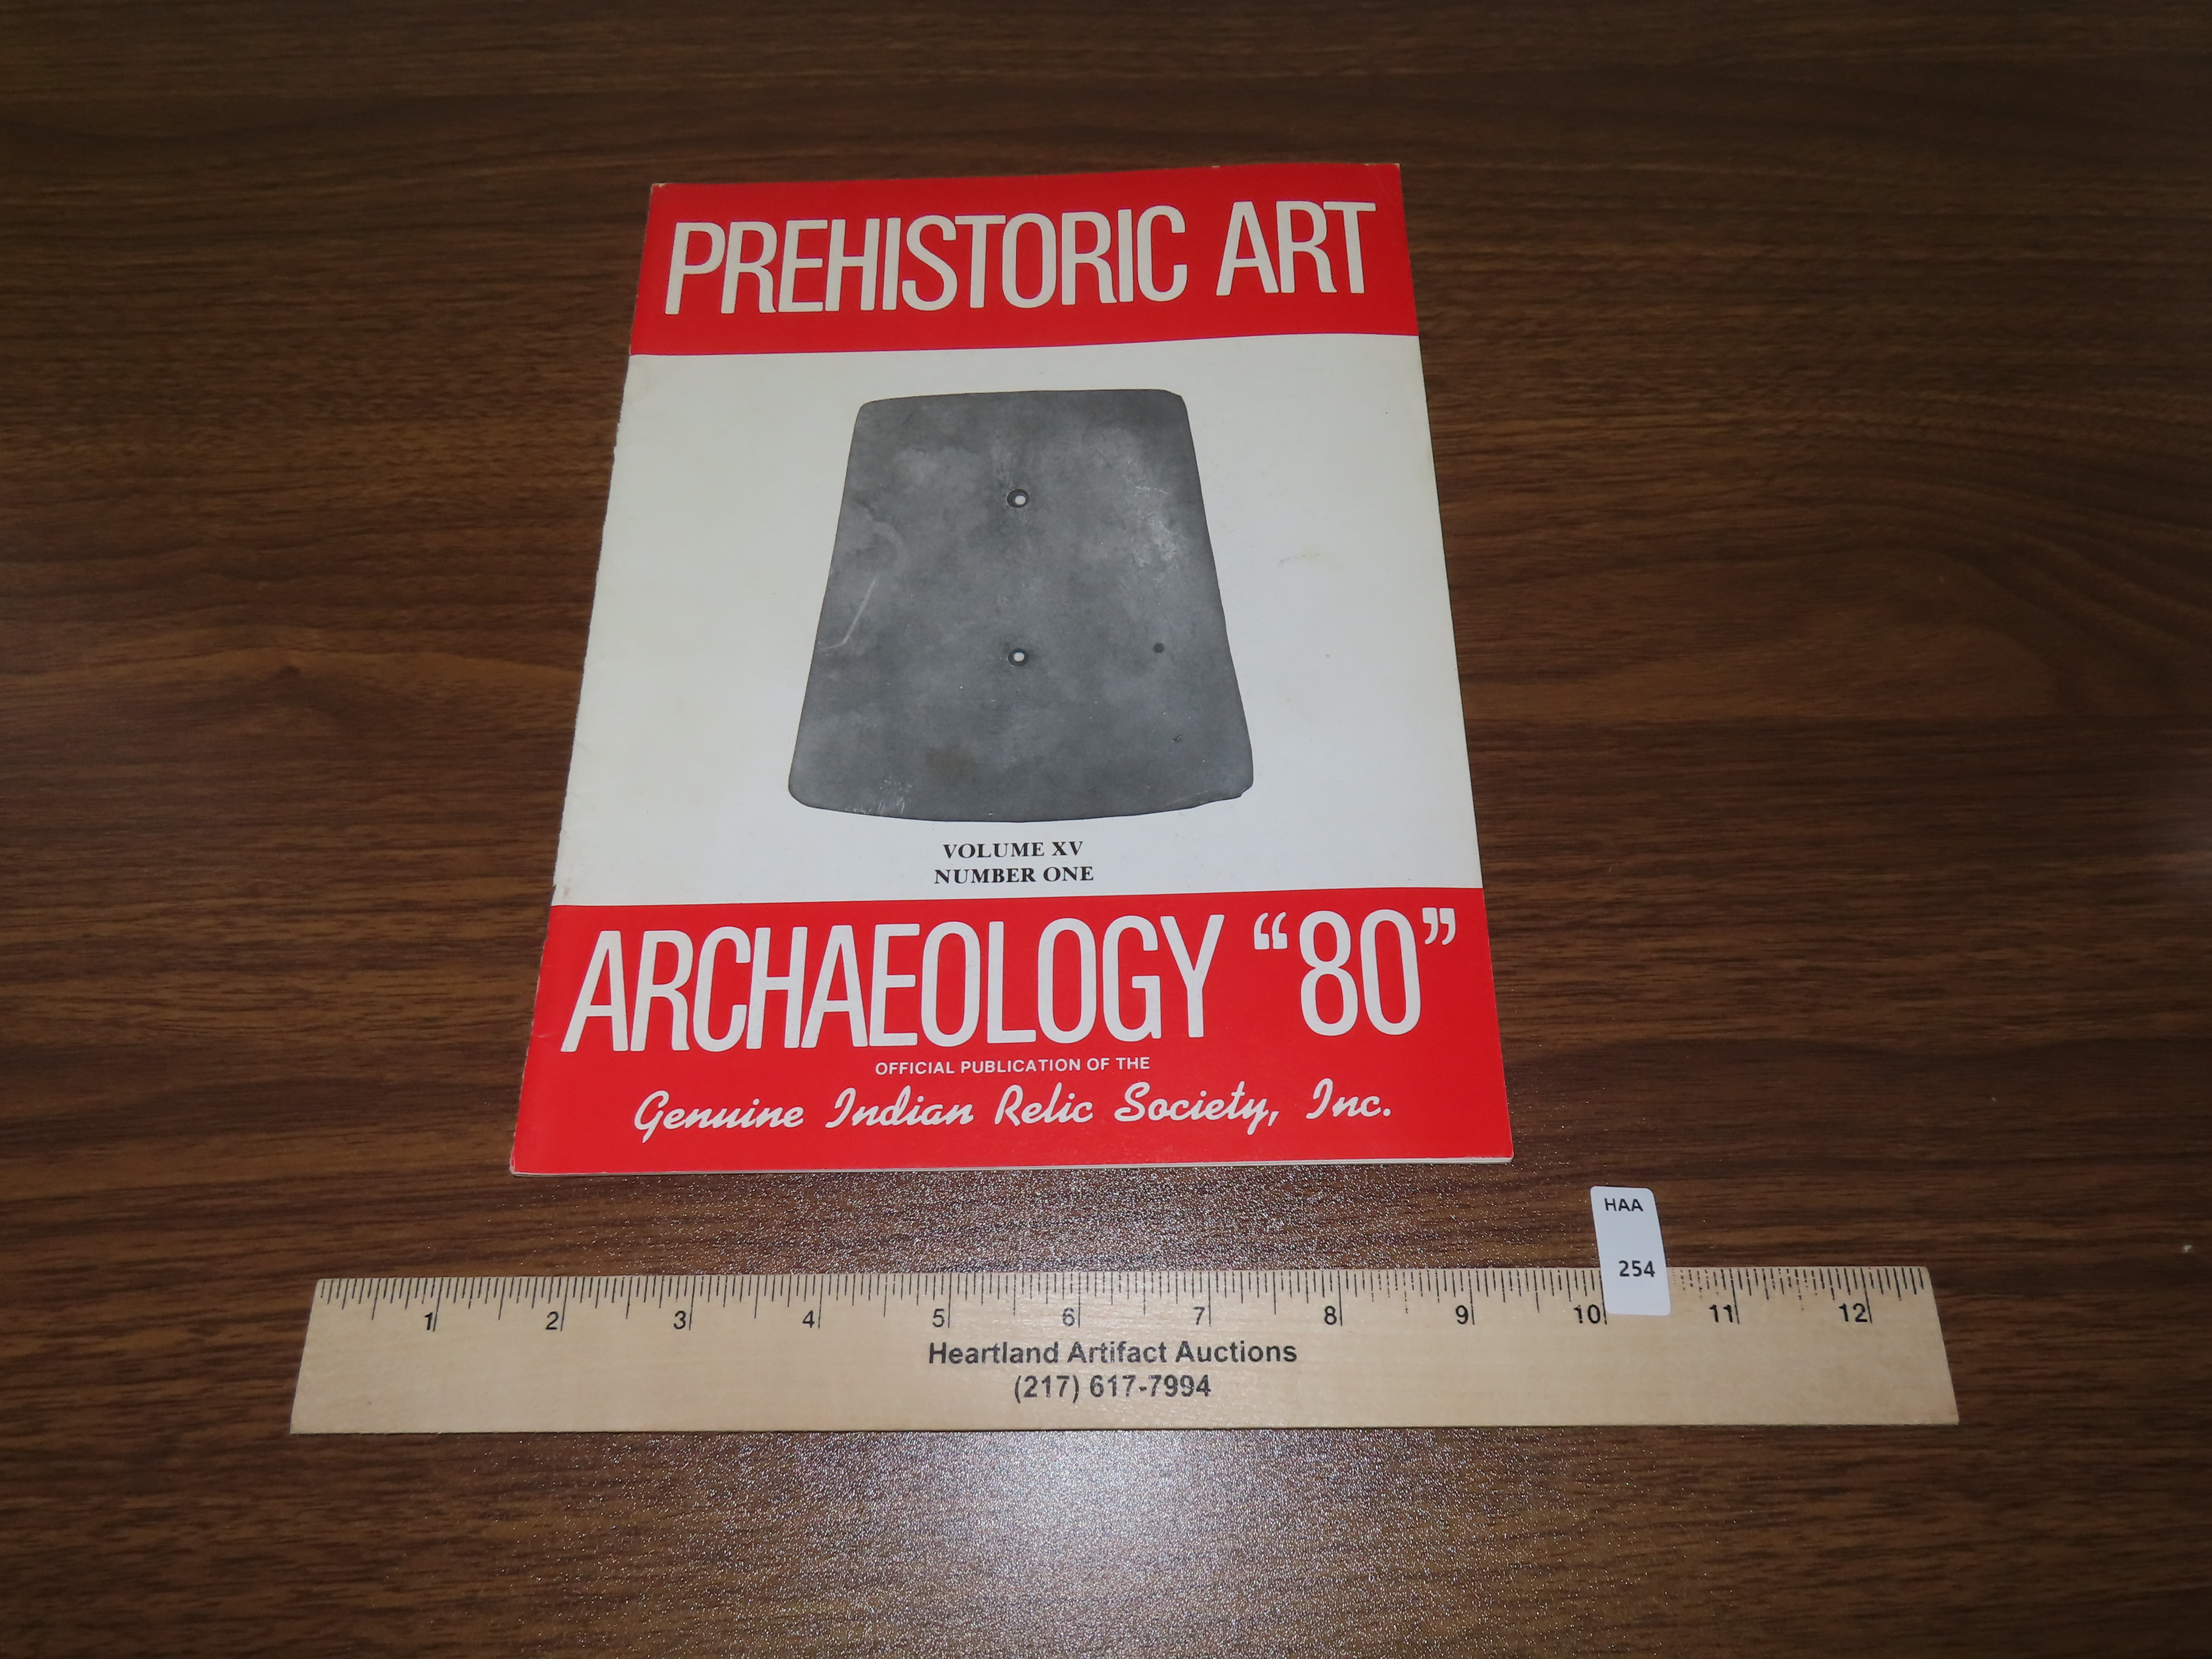 PREHISTORIC ART
VOLUME XV
NUMBER ONE
ARCHAEOLOGY “80”
OFFICIAL PUBLICATION OF THE
Genuine Indian Relic Society, Inc.
HAA
254
1 2 3 4 5 6 7 8 9 10 11 12
Heartland Artifact Auctions
(217) 617-7994